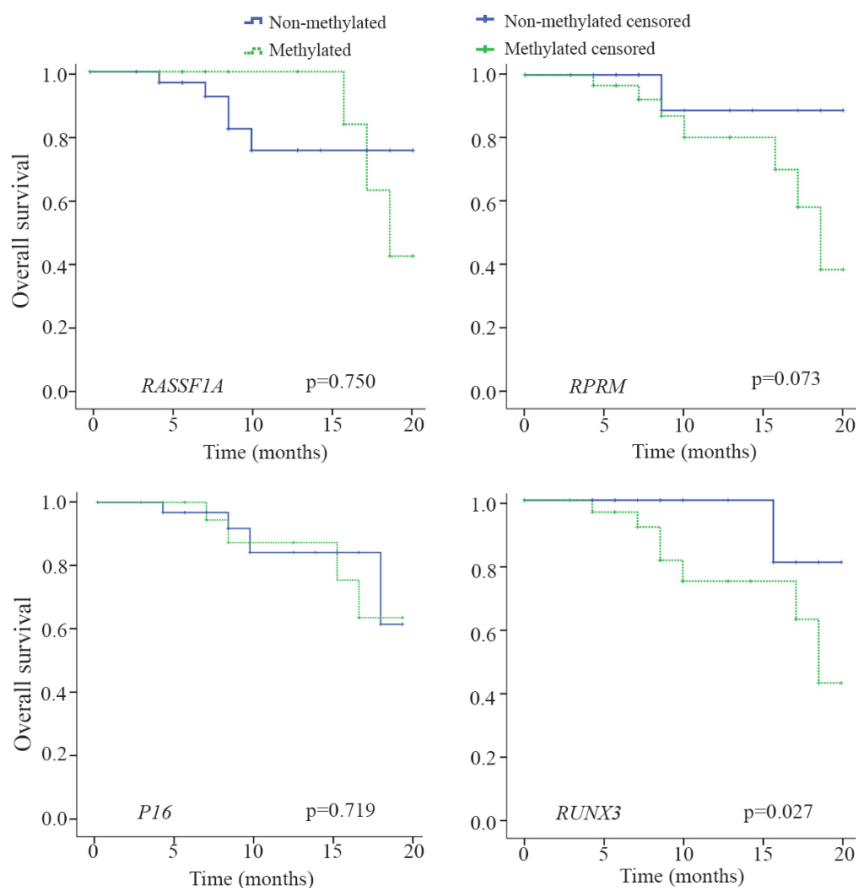 Non-methylated
Methylated
Non-methylated censored
Methylated censored
Overall survival
1.0
0.8
0.6
0.4
0.2
0.0
RASSF1A p=0.750
0 5 10 15 20
Time (months)
1.0
0.8
0.6
0.4
0.2
0.0
RPRM p=0.073
0 5 10 15 20
Time (months)
Overall survival
1.0
0.8
0.6
0.4
0.2
0.0
P16 p=0.719
0 5 10 15 20
Time (months)
1.0
0.8
0.6
0.4
0.2
0.0
RUNX3 p=0.027
0 5 10 15 20
Time (months)